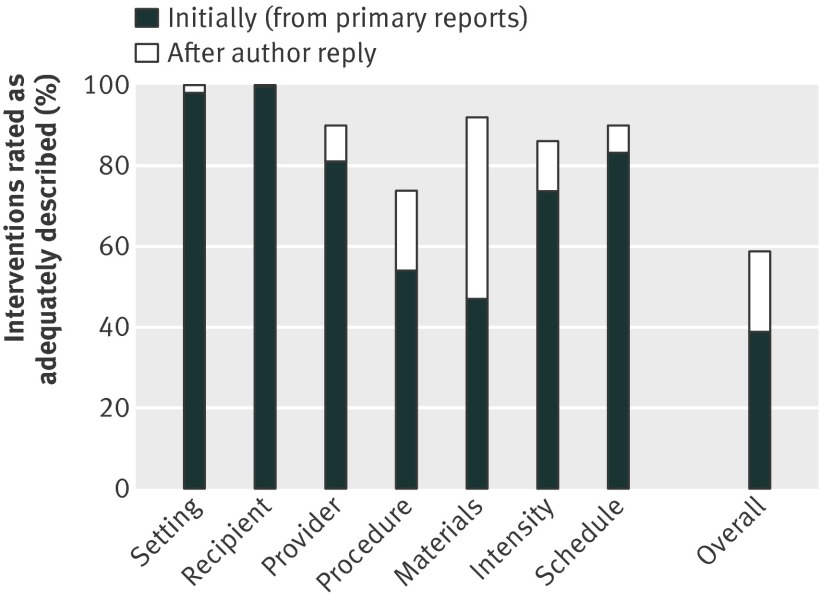 Initially (from primary reports)
After author reply
Interventions rated as
adequately described (%)
100
80
60
40
20
0
Setting
Recipient
Provider
Procedure
Materials
Intensity
Schedule
Overall